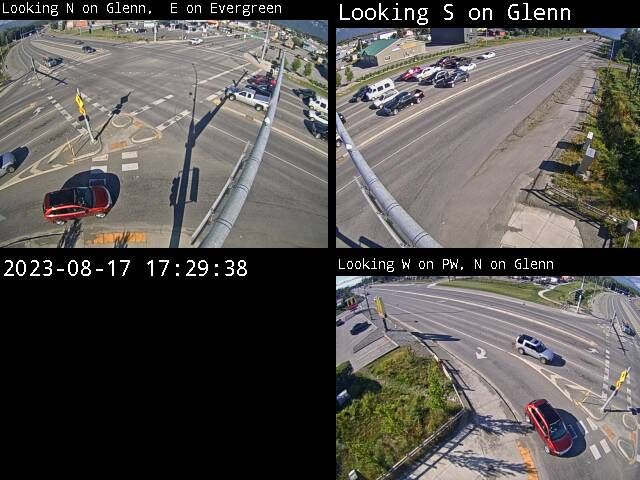 Looking N on Glenn,  E on Evergreen
Looking S on Glenn
2023-08-17 17:29:38
Looking W on PW, N on Glenn